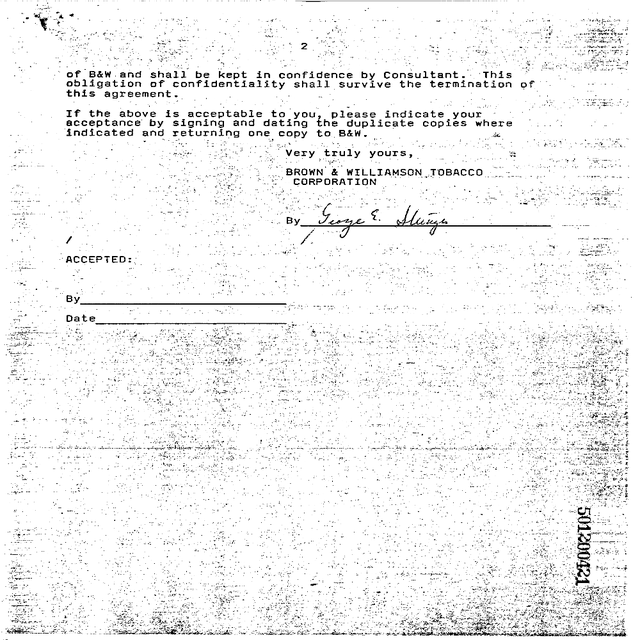 2
of B&W and shall be kept in confidence by Consultant. This
obligation of confidentiality shall survive the termination of
this agreement.
If the above is acceptable to you, please indicate your
acceptance by signing and dating the duplicate copies where
indicated and returning one copy to B&W.
Very truly yours,
BROWN & WILLIAMSON TOBACCO
CORPORATION
By George E.
ACCEPTED:
By
Date
501200421